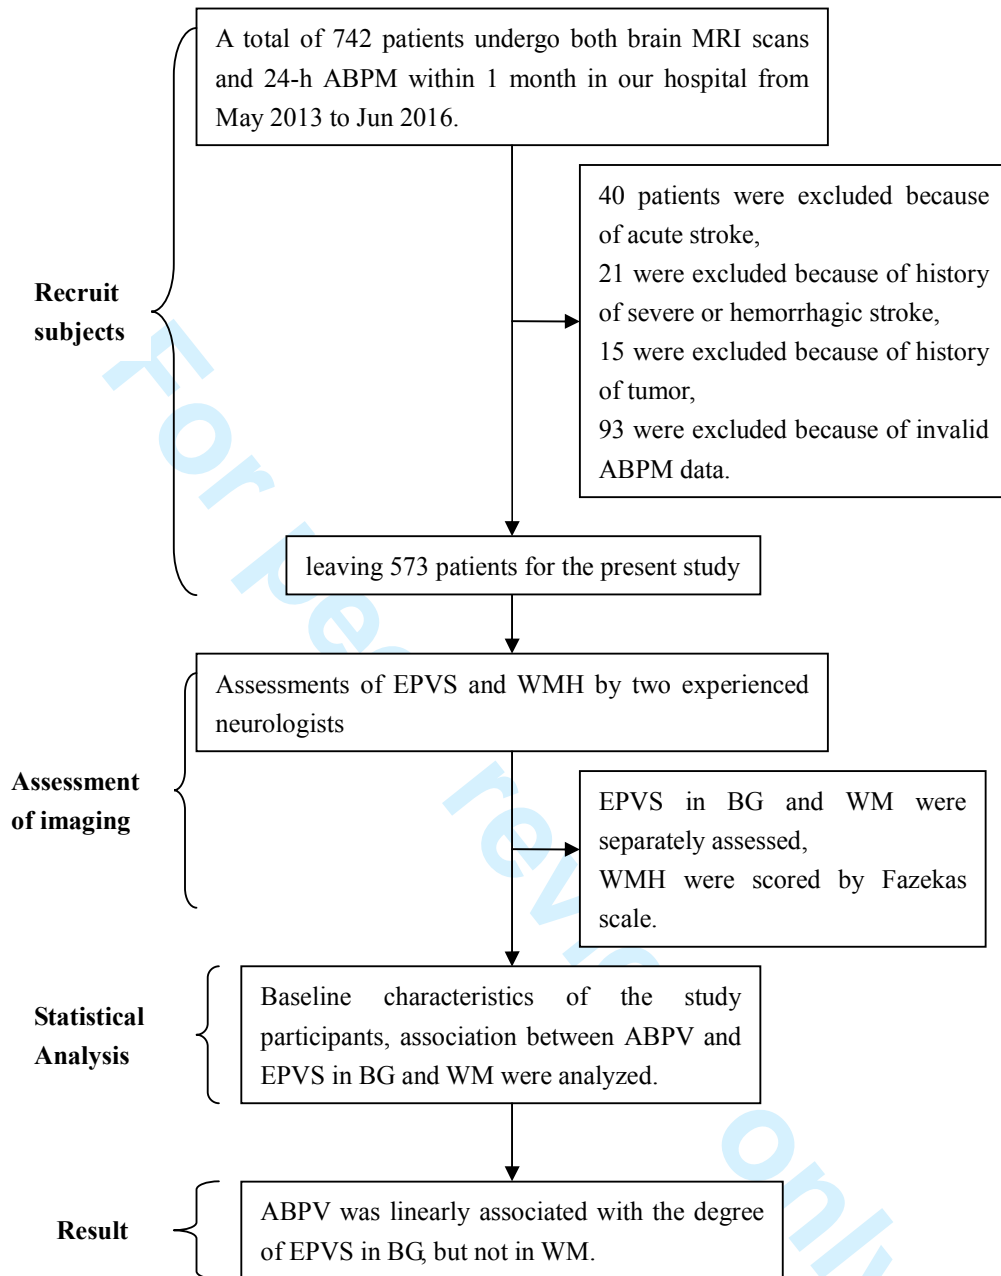 A total of 742 patients undergo both brain MRI scans
and 24-h ABPM within 1 month in our hospital from
May 2013 to Jun 2016.
40 patients were excluded because
of acute stroke,
21 were excluded because of history
of severe or hemorrhagic stroke,
15 were excluded because of history
of tumor,
93 were excluded because of invalid
ABPM data.
Recruit
subjects
leaving 573 patients for the present study
Assessments of EPVS and WMH by two experienced
neurologists
Assessment
of imaging
EPVS in BG and WM were
separately assessed,
WMH were scored by Fazekas
scale.
Statistical
Analysis
Baseline characteristics of the study
participants, association between ABPV and
EPVS in BG and WM were analyzed.
Result
ABPV was linearly associated with the degree
of EPVS in BG, but not in WM.
For peer review only